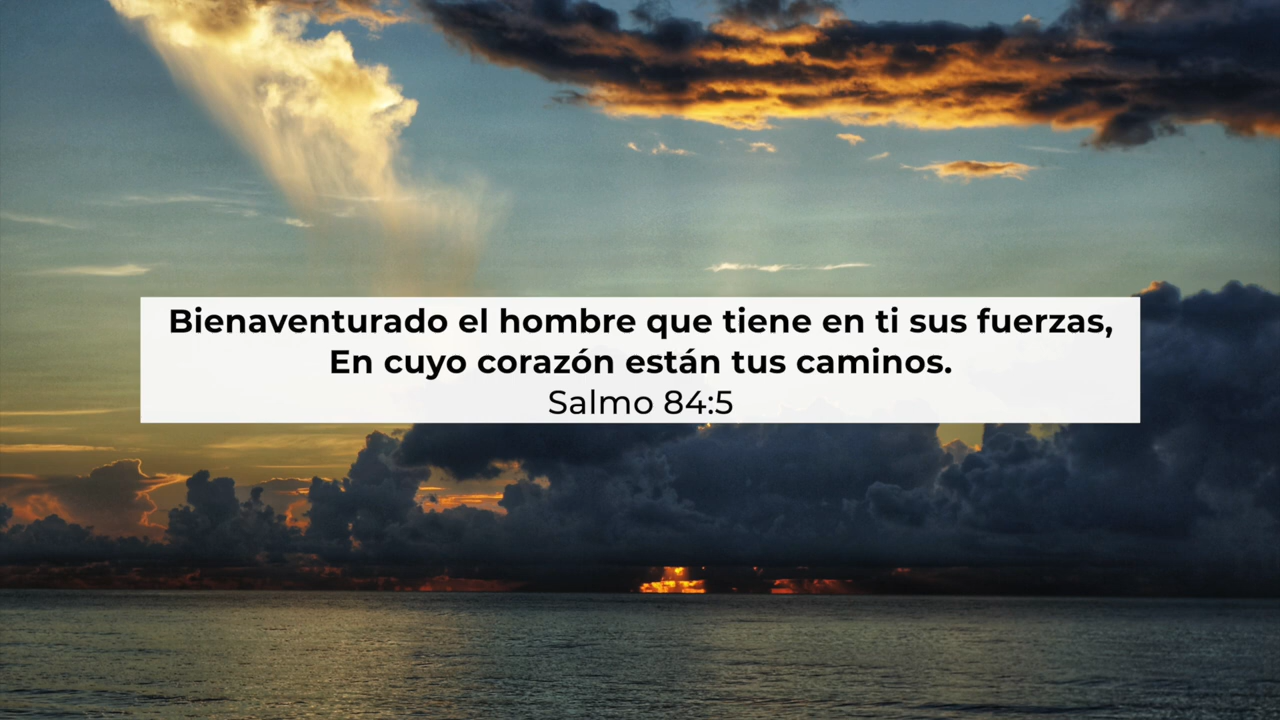 Bienaventurado el hombre que tiene en ti sus fuerzas,
En cuyo corazón están tus caminos.
Salmo 84:5